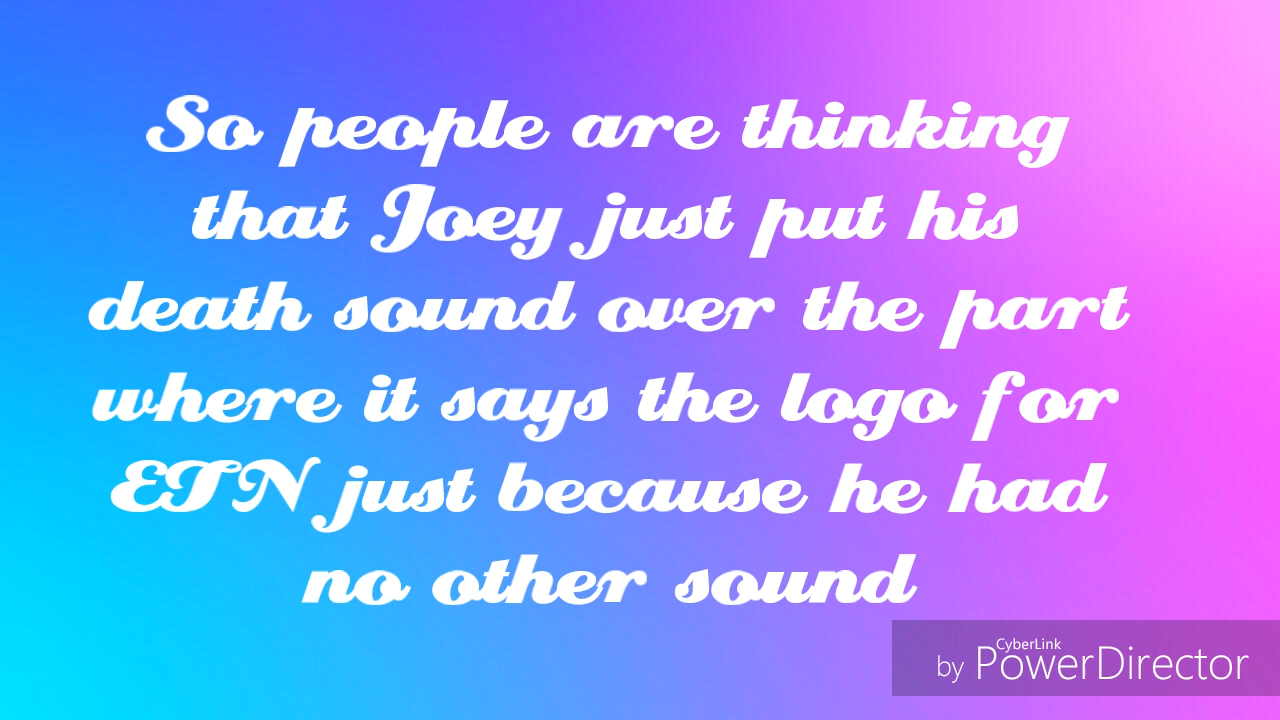 So people are thinking
that Joey just put his
death sound over the part
where it says the logo for
ETN just because he had
no other sound
by CyberLink PowerDirector